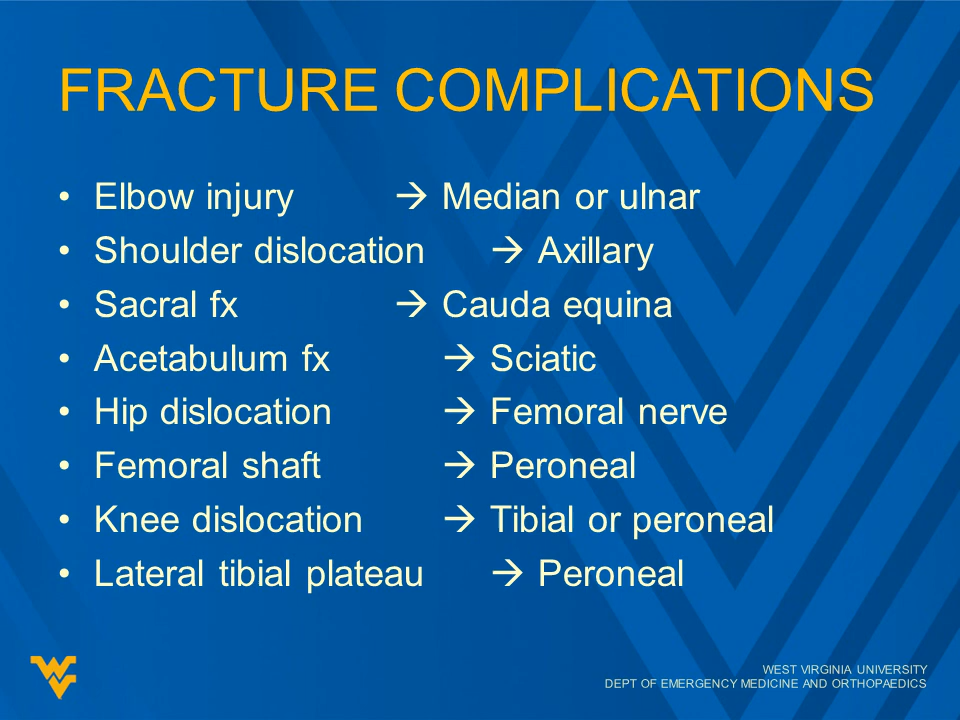 FRACTURE COMPLICATIONS
• Elbow injury → Median or ulnar
• Shoulder dislocation → Axillary
• Sacral fx → Cauda equina
• Acetabulum fx → Sciatic
• Hip dislocation → Femoral nerve
• Femoral shaft → Peroneal
• Knee dislocation → Tibial or peroneal
• Lateral tibial plateau → Peroneal
WEST VIRGINIA UNIVERSITY
DEPT OF EMERGENCY MEDICINE AND ORTHOPAEDICS